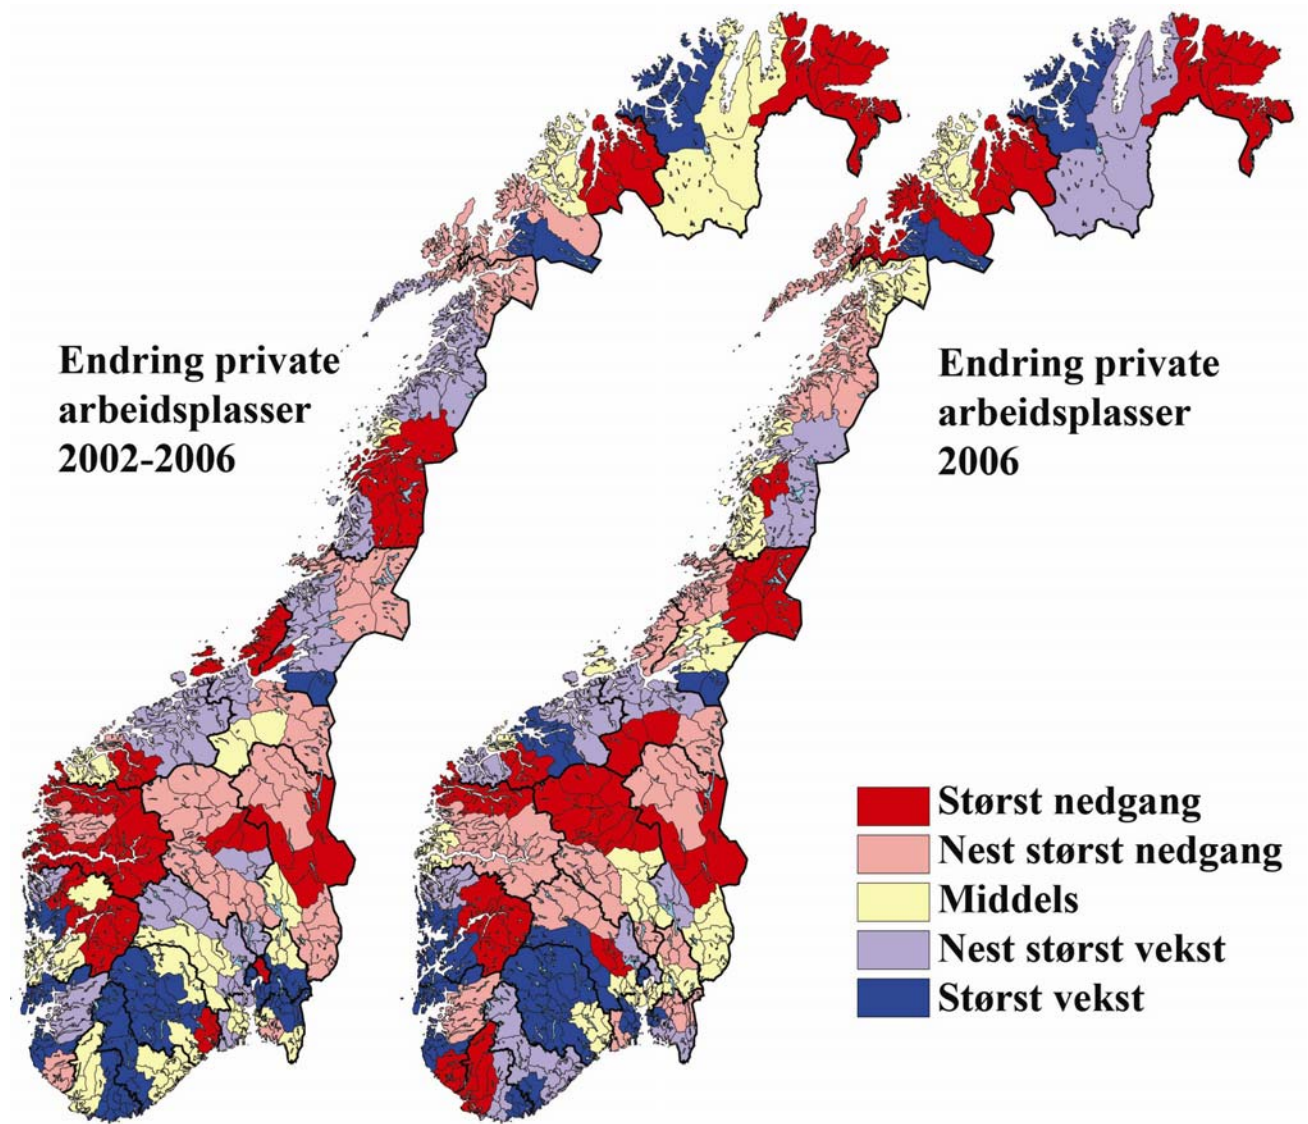 Endring private
arbeidsplasser
2002-2006
Endring private
arbeidsplasser
2006
Størst nedgang
Nest størst nedgang
Middels
Nest størst vekst
Størst vekst